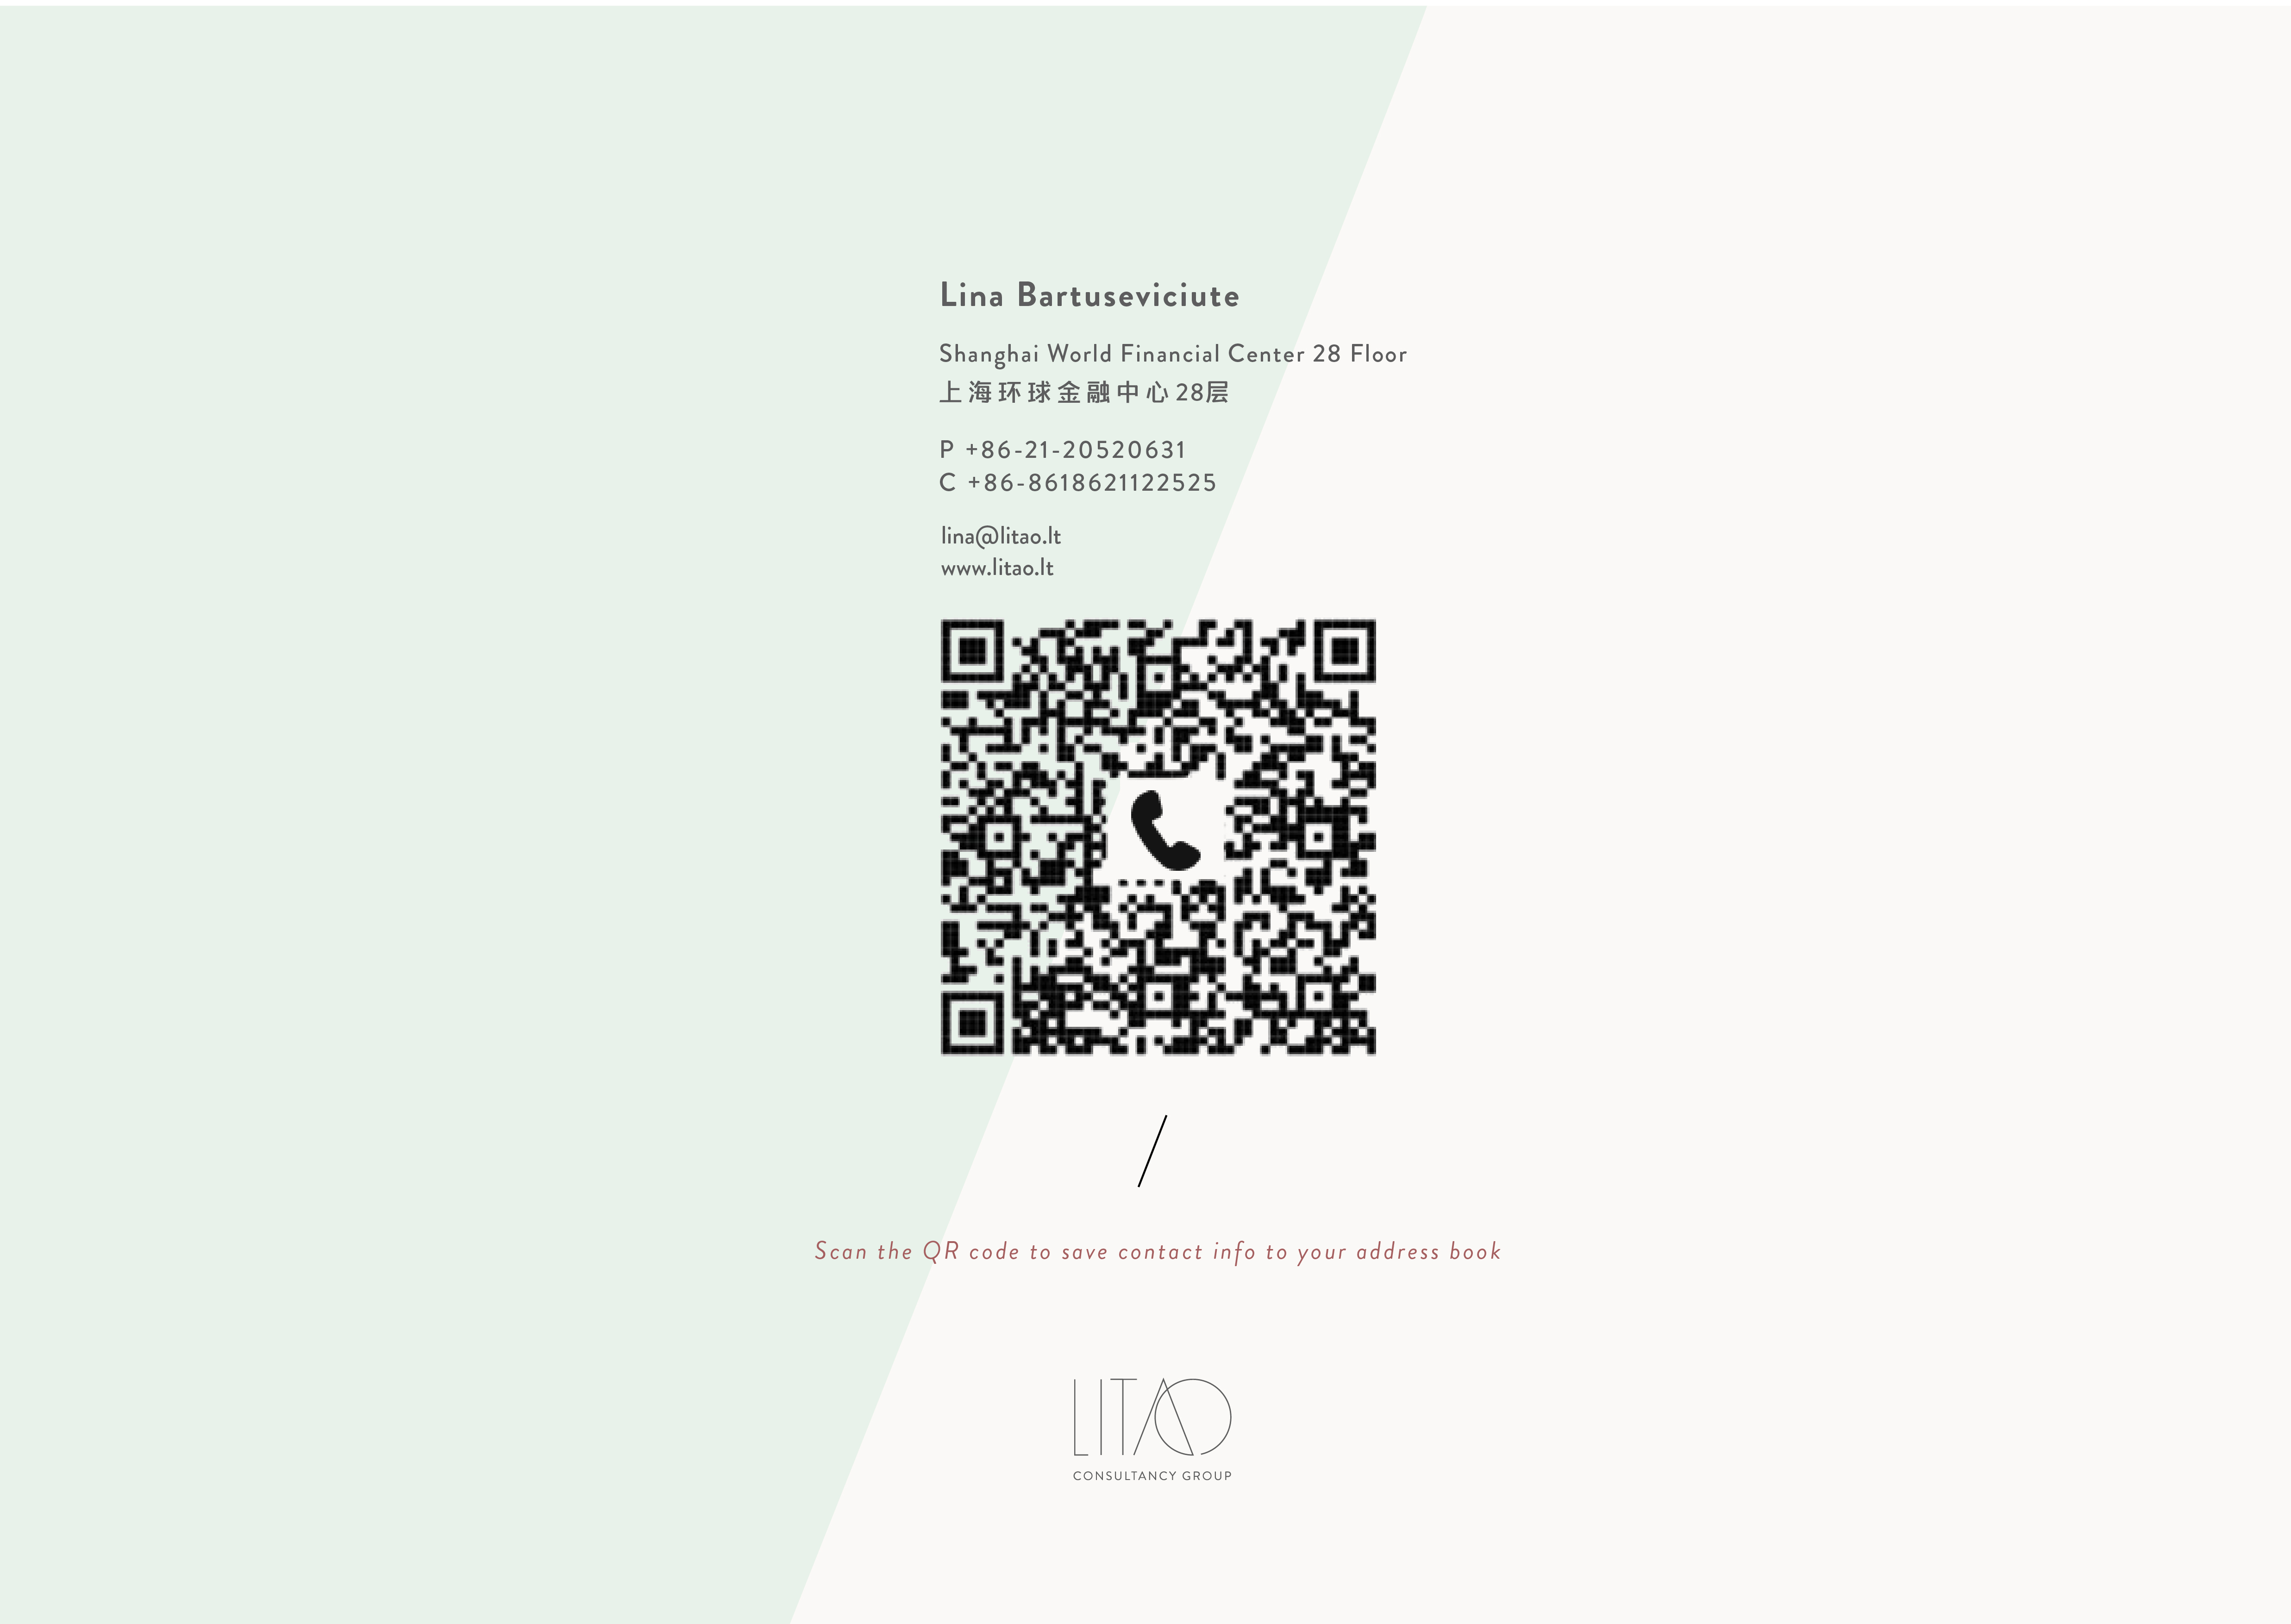 Lina Bartuseviciute
Shanghai World Financial Center 28 Floor
上海环球金融中心28层
P +86-21-20520631
C +86-8618621122525
lina@litao.lt
www.litao.lt
Scan the QR code to save contact info to your address book
LITAO
CONSULTANCY GROUP